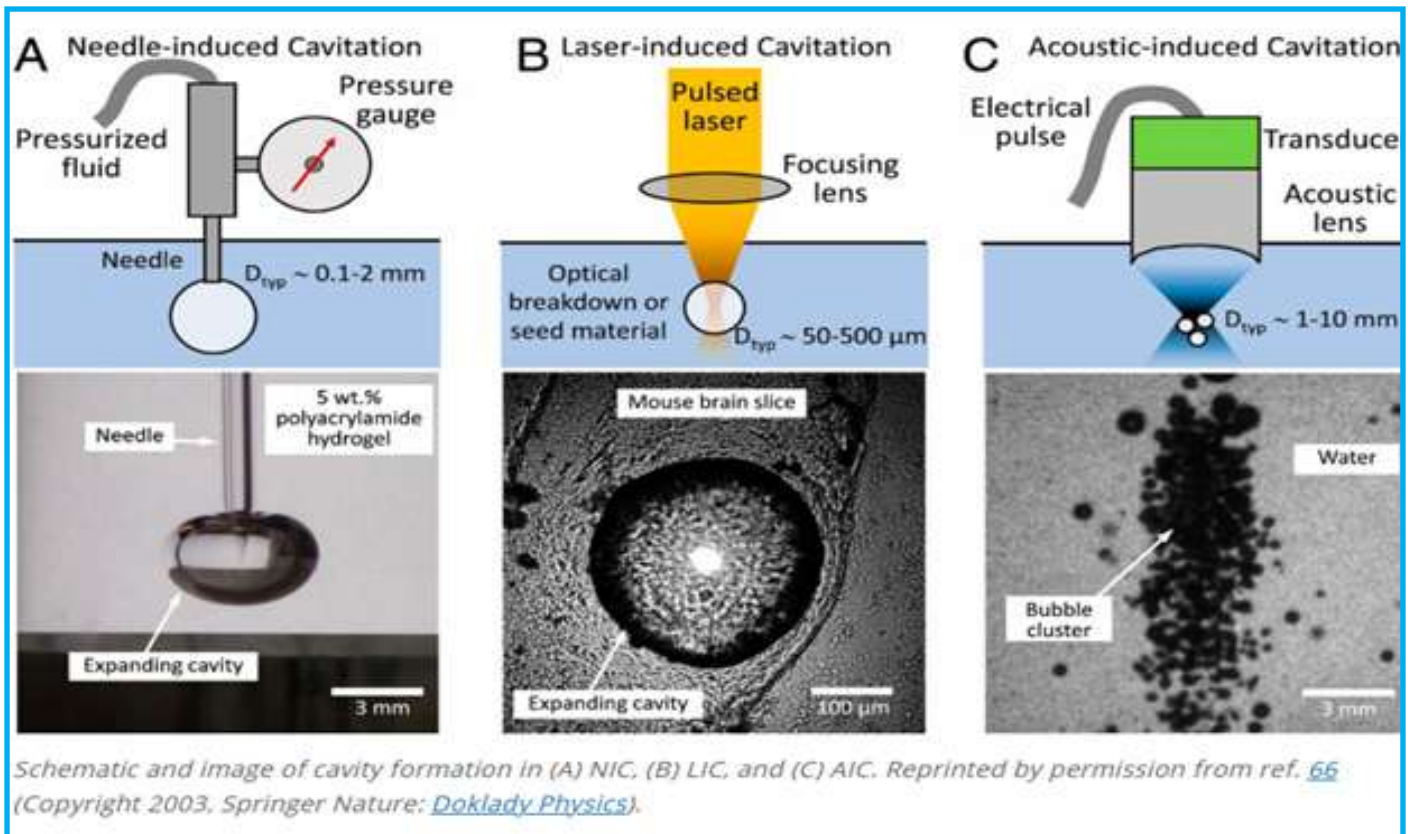 A Needle-induced Cavitation
Pressure
gauge
Pressurized
fluid
Needle
D_typ ~ 0.1-2 mm
5 wt.%
polyacrylamide
hydrogel
Needle
Expanding cavity
3 mm
B Laser-induced Cavitation
Pulsed
laser
Focusing
lens
Optical
breakdown or
seed material
D_typ ~ 50-500 µm
Mouse brain slice
Expanding cavity
100 µm
C Acoustic-induced Cavitation
Electrical
pulse
Transduce
Acoustic
lens
D_typ ~ 1-10 mm
Water
Bubble
cluster
3 mm
Schematic and image of cavity formation in (A) NIC, (B) LIC, and (C) AIC. Reprinted by permission from ref. 66
(Copyright 2003, Springer Nature: Doklady Physics).